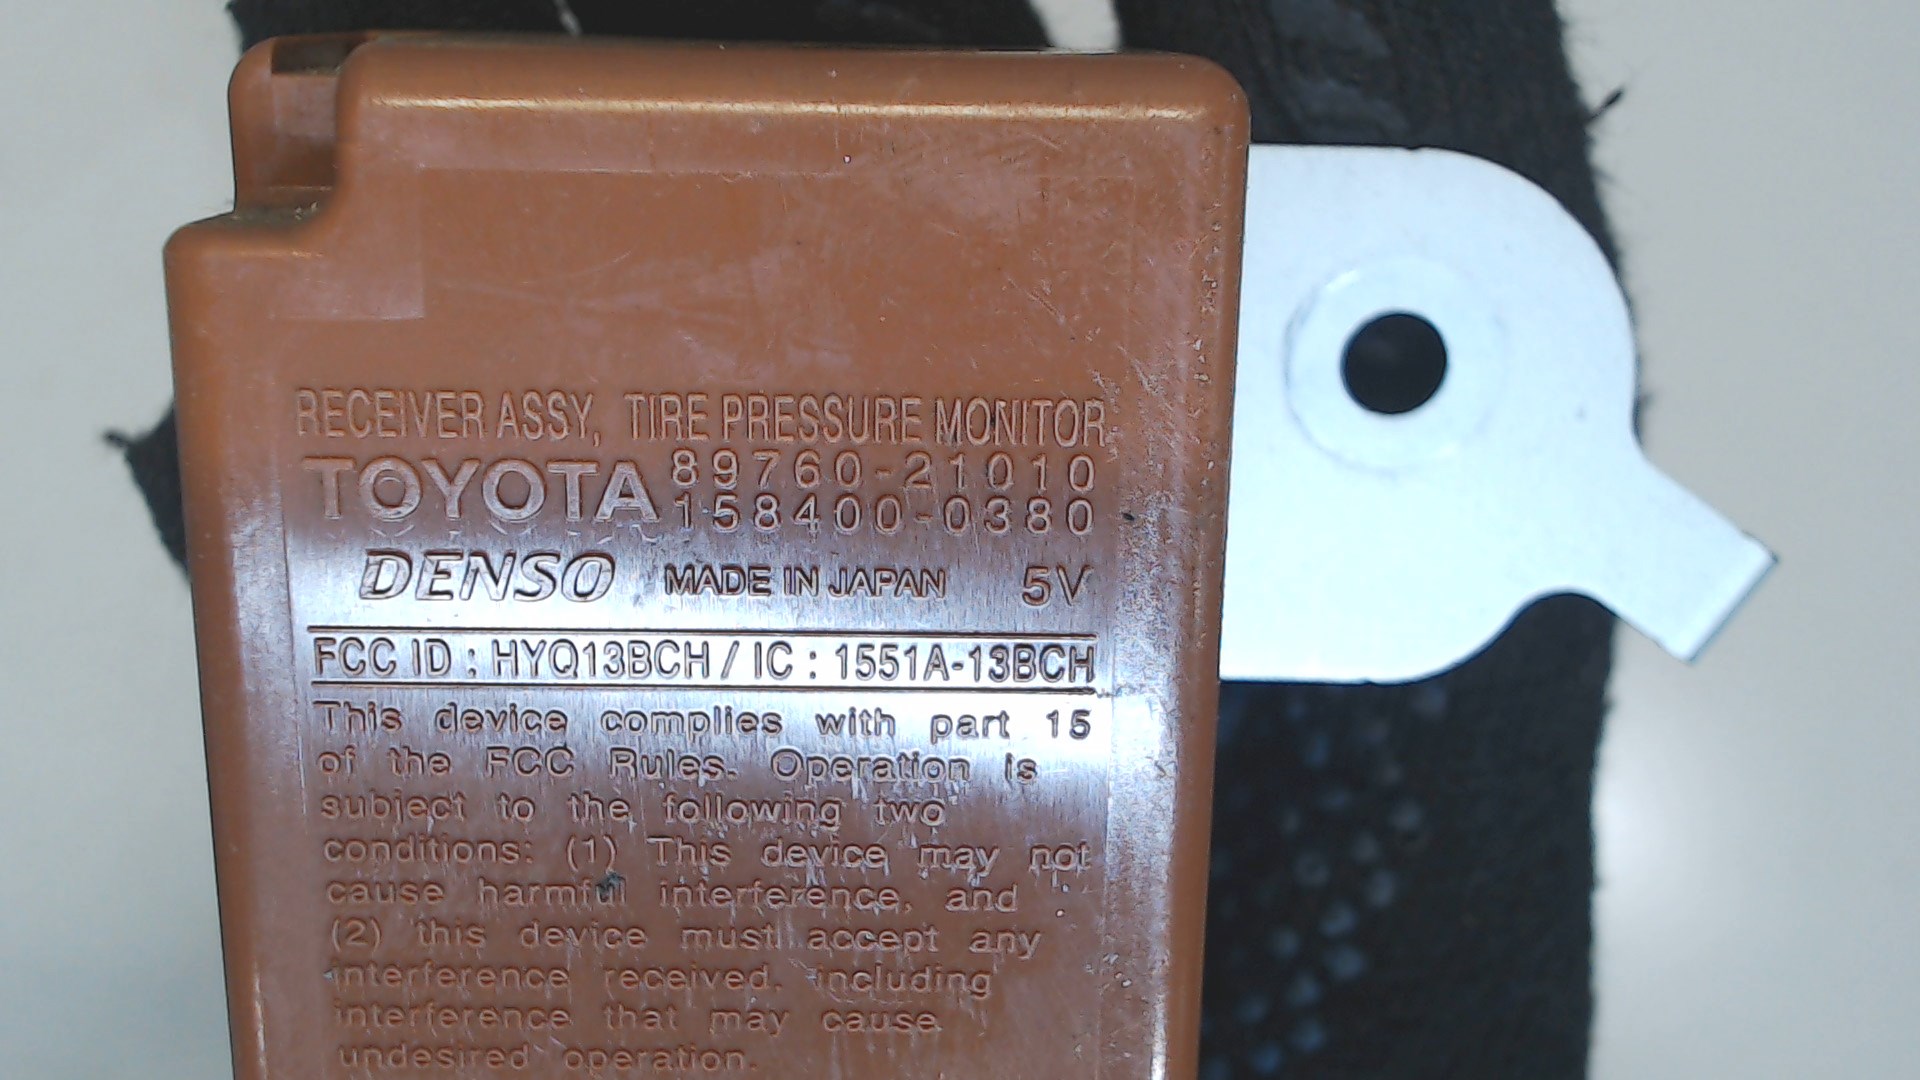 RECEIVER ASSY, TIRE PRESSURE MONITOR
TOYOTA 89760-21010
158400-0380
DENSO MADE IN JAPAN 5V
FCC ID : HYQ13BCH / IC : 1551A-13BCH
This device complies with part 15
of the FCC Rules. Operation is
subject to the following two
conditions: (1) This device may not
cause harmful interference, and
(2) this device must accept any
interference received, including
interference that may cause
undesired operation.